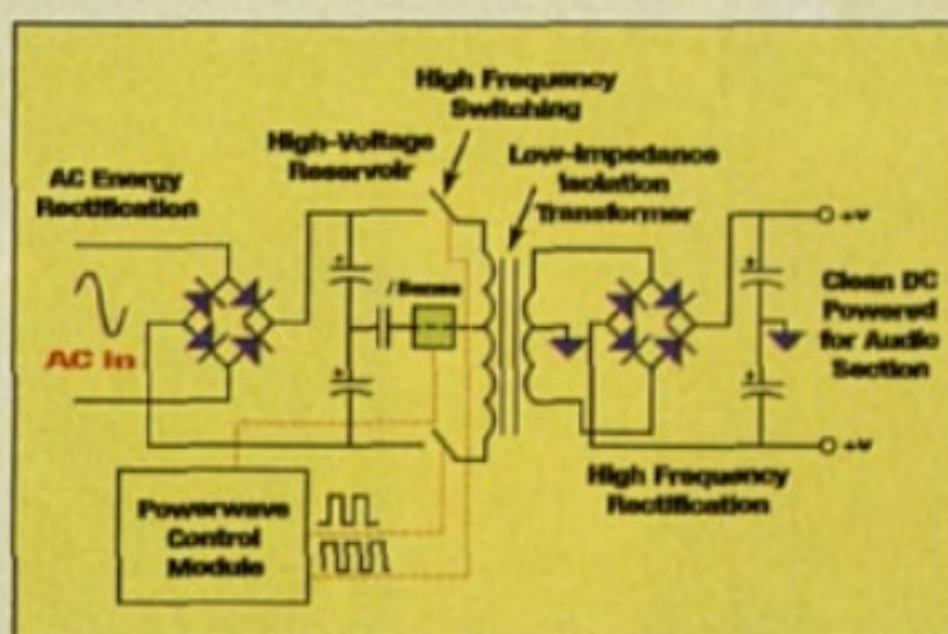 High Frequency
Switching
High-Voltage
Reservoir
Low-Impedance
Isolation
Transformer
AC Energy
Rectification
AC In
I Sense
+V
Clean DC
Powered
for Audio
Section
+V
High Frequency
Rectification
Powerwave
Control
Module